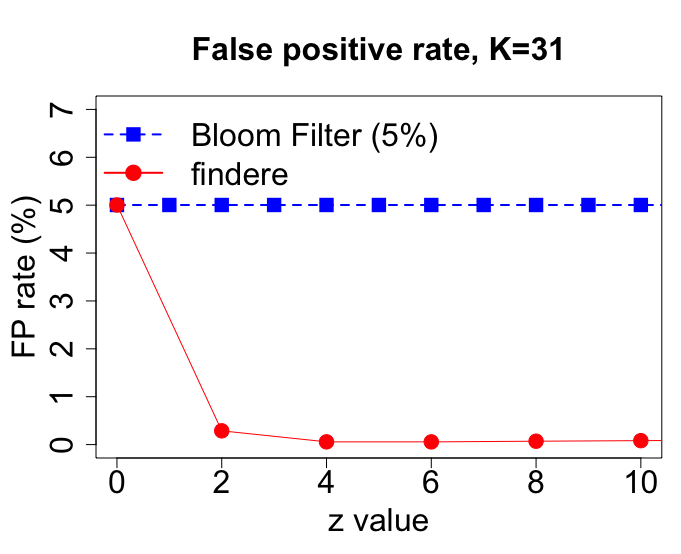 False positive rate, K=31
7
6
5
4
3
2
1
0
FP rate (%)
Bloom Filter (5%)
findere
0 2 4 6 8 10
z value